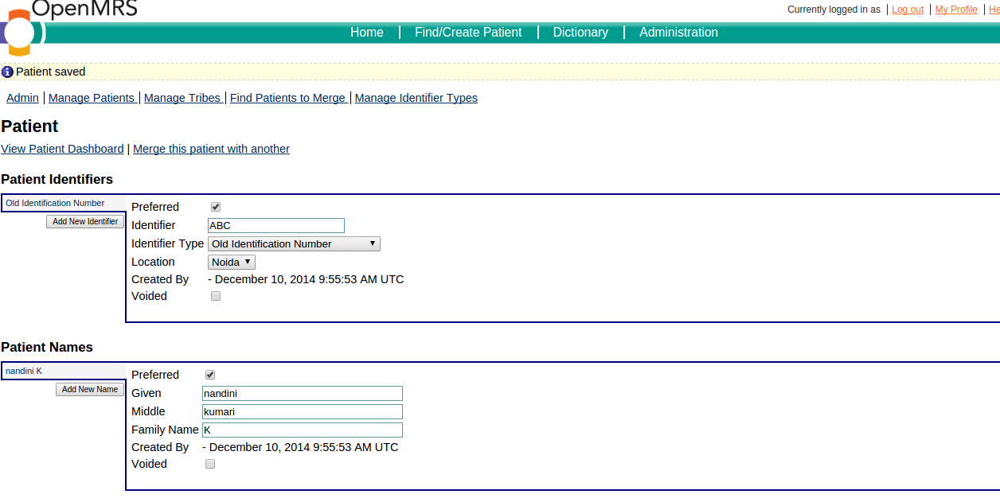 OpenMRS
Currently logged in as | Log out | My Profile | He
Home | Find/Create Patient | Dictionary | Administration
Patient saved
Admin | Manage Patients | Manage Tribes | Find Patients to Merge | Manage Identifier Types
Patient
View Patient Dashboard | Merge this patient with another
Patient Identifiers
Old Identification Number
Add New Identifier
Preferred
Identifier ABC
Identifier Type Old Identification Number
Location Noida
Created By - December 10, 2014 9:55:53 AM UTC
Voided
Patient Names
nandini K
Add New Name
Preferred
Given nandini
Middle kumari
Family Name K
Created By - December 10, 2014 9:55:53 AM UTC
Voided